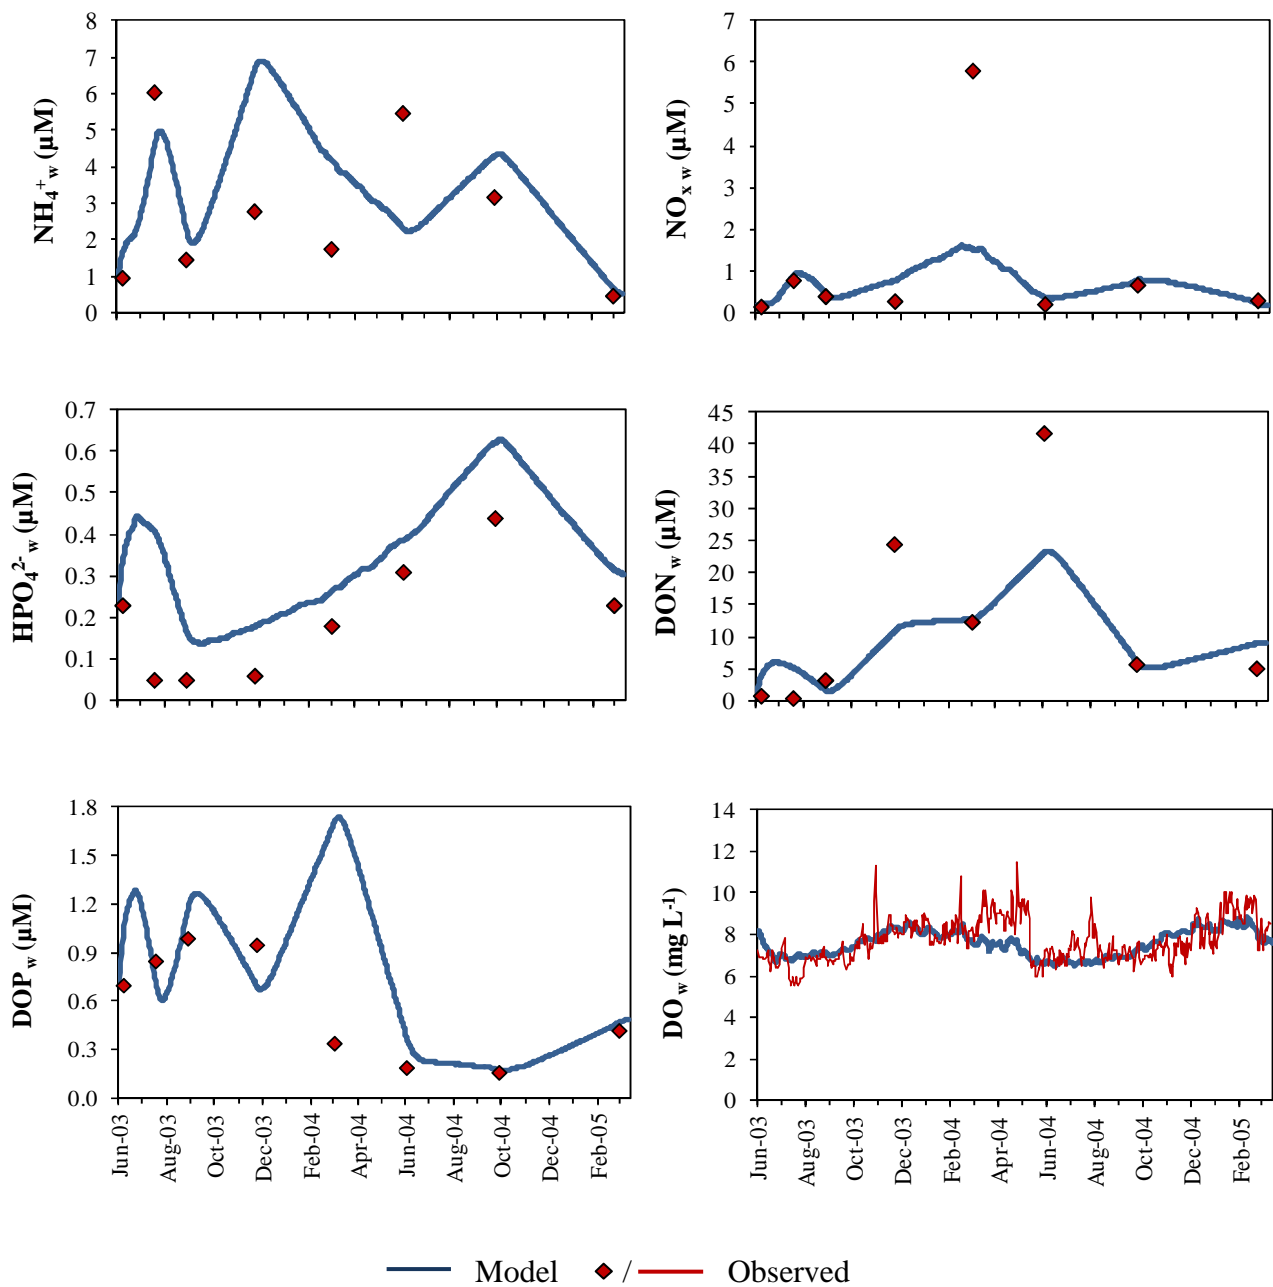 NH₄⁺w (µM)
8
7
6
5
4
3
2
1
0
NOx w (µM)
7
6
5
4
3
2
1
0
HPO₄²⁻w (µM)
0.7
0.6
0.5
0.4
0.3
0.2
0.1
0
DONw (µM)
45
40
35
30
25
20
15
10
5
0
DOPw (µM)
1.8
1.5
1.2
0.9
0.6
0.3
0.0
Jun-03
Aug-03
Oct-03
Dec-03
Feb-04
Apr-04
Jun-04
Aug-04
Oct-04
Dec-04
Feb-05
DOw (mg L⁻¹)
14
12
10
8
6
4
2
0
Jun-03
Aug-03
Oct-03
Dec-03
Feb-04
Apr-04
Jun-04
Aug-04
Oct-04
Dec-04
Feb-05
Model / Observed